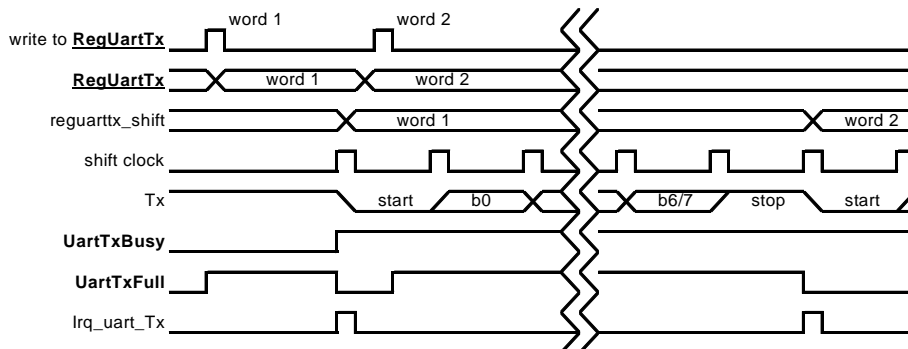 word 1 word 2
write to RegUartTx
RegUartTx word 1 word 2
reguarttx_shift word 1 word 2
shift clock
Tx start b0 b6/7 stop start
UartTxBusy
UartTxFull
Irq_uart_Tx